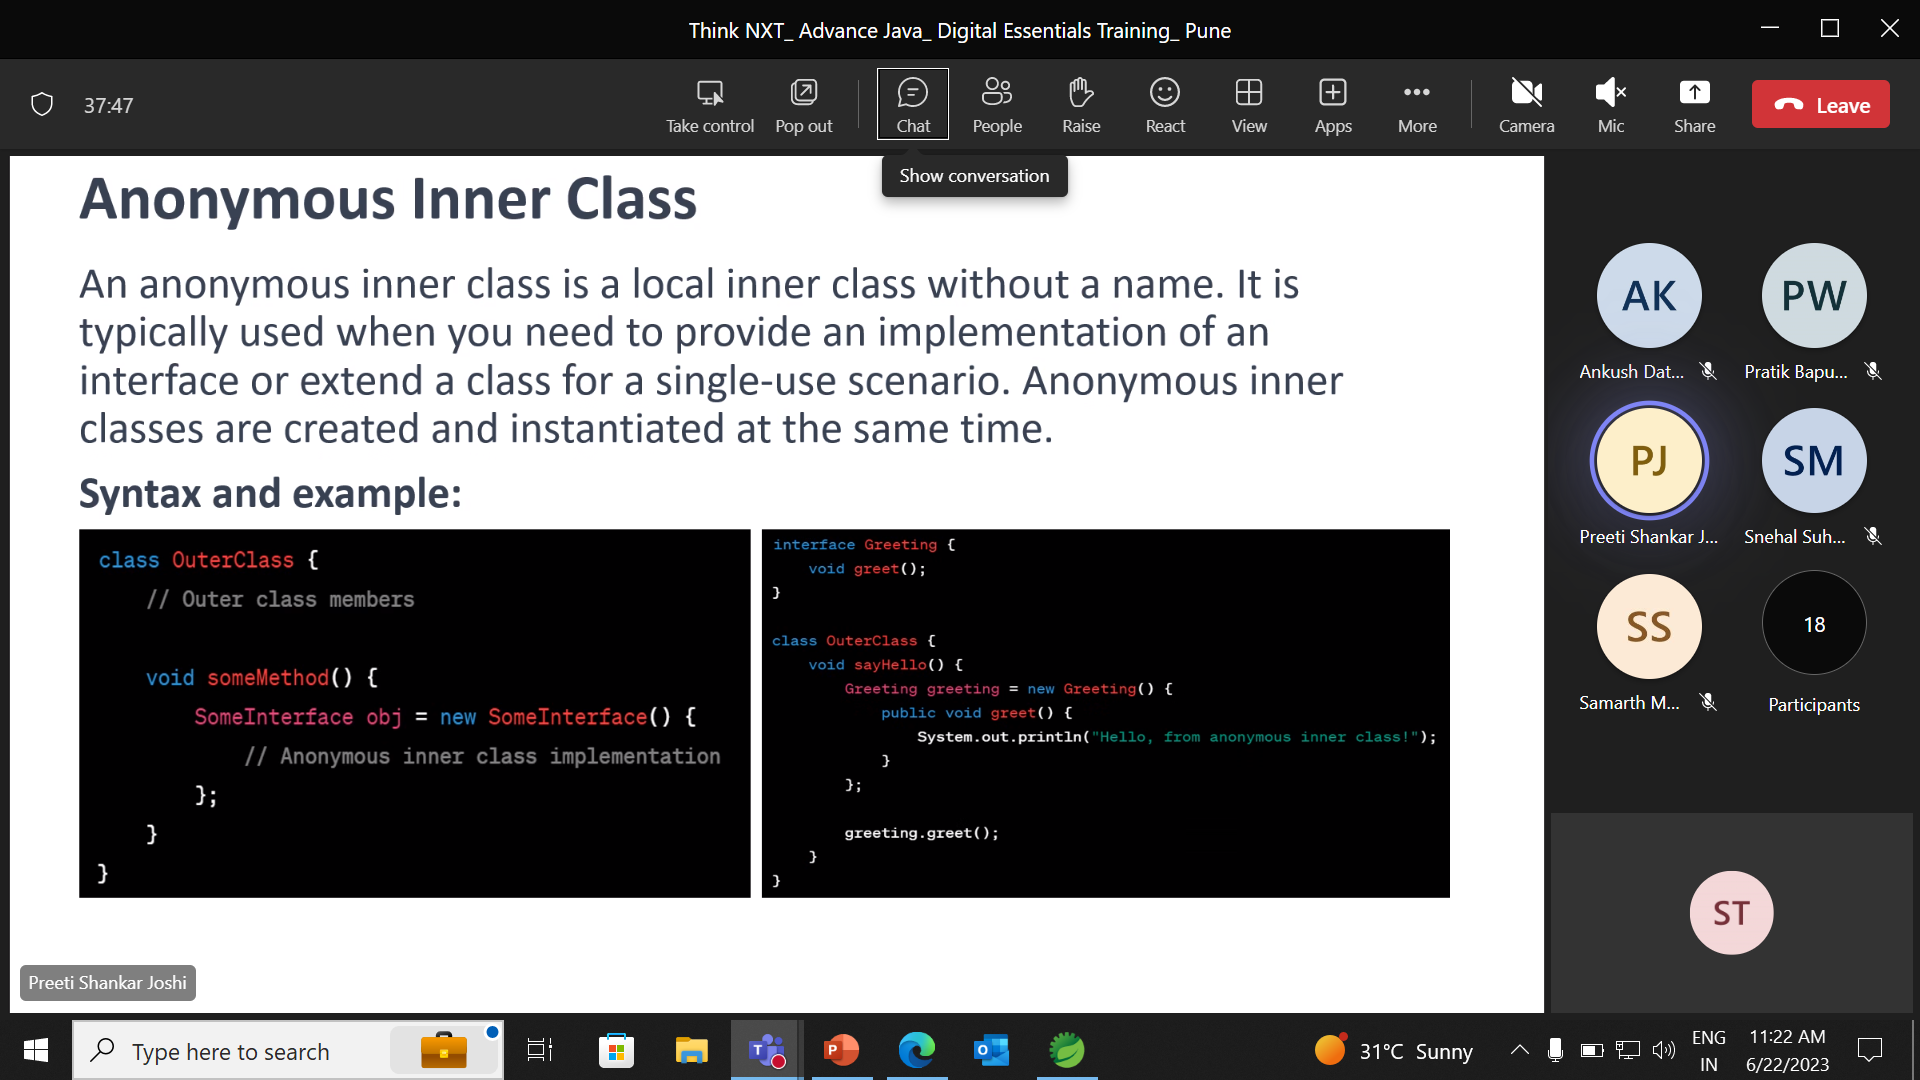 Think NXT_ Advance Java_ Digital Essentials Training_ Pune
37:47
Take control
Pop out
Chat
People
Raise
React
View
Apps
More
Camera
Mic
Share
Leave
Show conversation
Anonymous Inner Class
An anonymous inner class is a local inner class without a name. It is
typically used when you need to provide an implementation of an
interface or extend a class for a single-use scenario. Anonymous inner
classes are created and instantiated at the same time.
Syntax and example:
class OuterClass {
// Outer class members
void someMethod() {
SomeInterface obj = new SomeInterface() {
// Anonymous inner class implementation
};
}
}
interface Greeting {
void greet();
}
class OuterClass {
void sayHello() {
Greeting greeting = new Greeting() {
public void greet() {
System.out.println("Hello, from anonymous inner class!");
}
};
greeting.greet();
}
}
Preeti Shankar Joshi
AK
Ankush Dat...
PW
Pratik Bapu...
PJ
Preeti Shankar J...
SM
Snehal Suh...
SS
Samarth M...
18
Participants
ST
Type here to search
31°C Sunny
ENG
IN
11:22 AM
6/22/2023